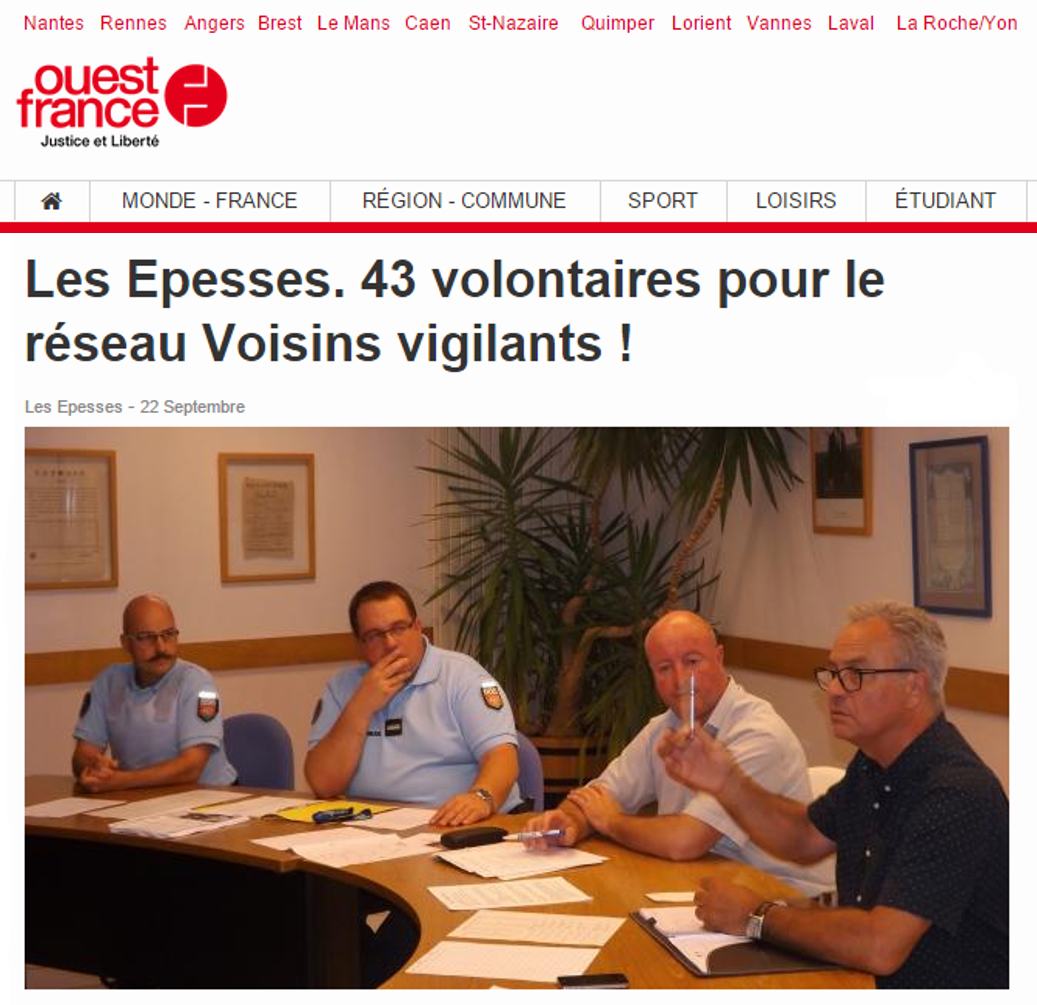 Nantes Rennes Angers Brest Le Mans Caen St-Nazaire Quimper Lorient Vannes Laval La Roche/Yon
ouest
france
Justice et Liberté
MONDE - FRANCE RÉGION - COMMUNE SPORT LOISIRS ÉTUDIANT
Les Epesses. 43 volontaires pour le
réseau Voisins vigilants !
Les Epesses - 22 Septembre